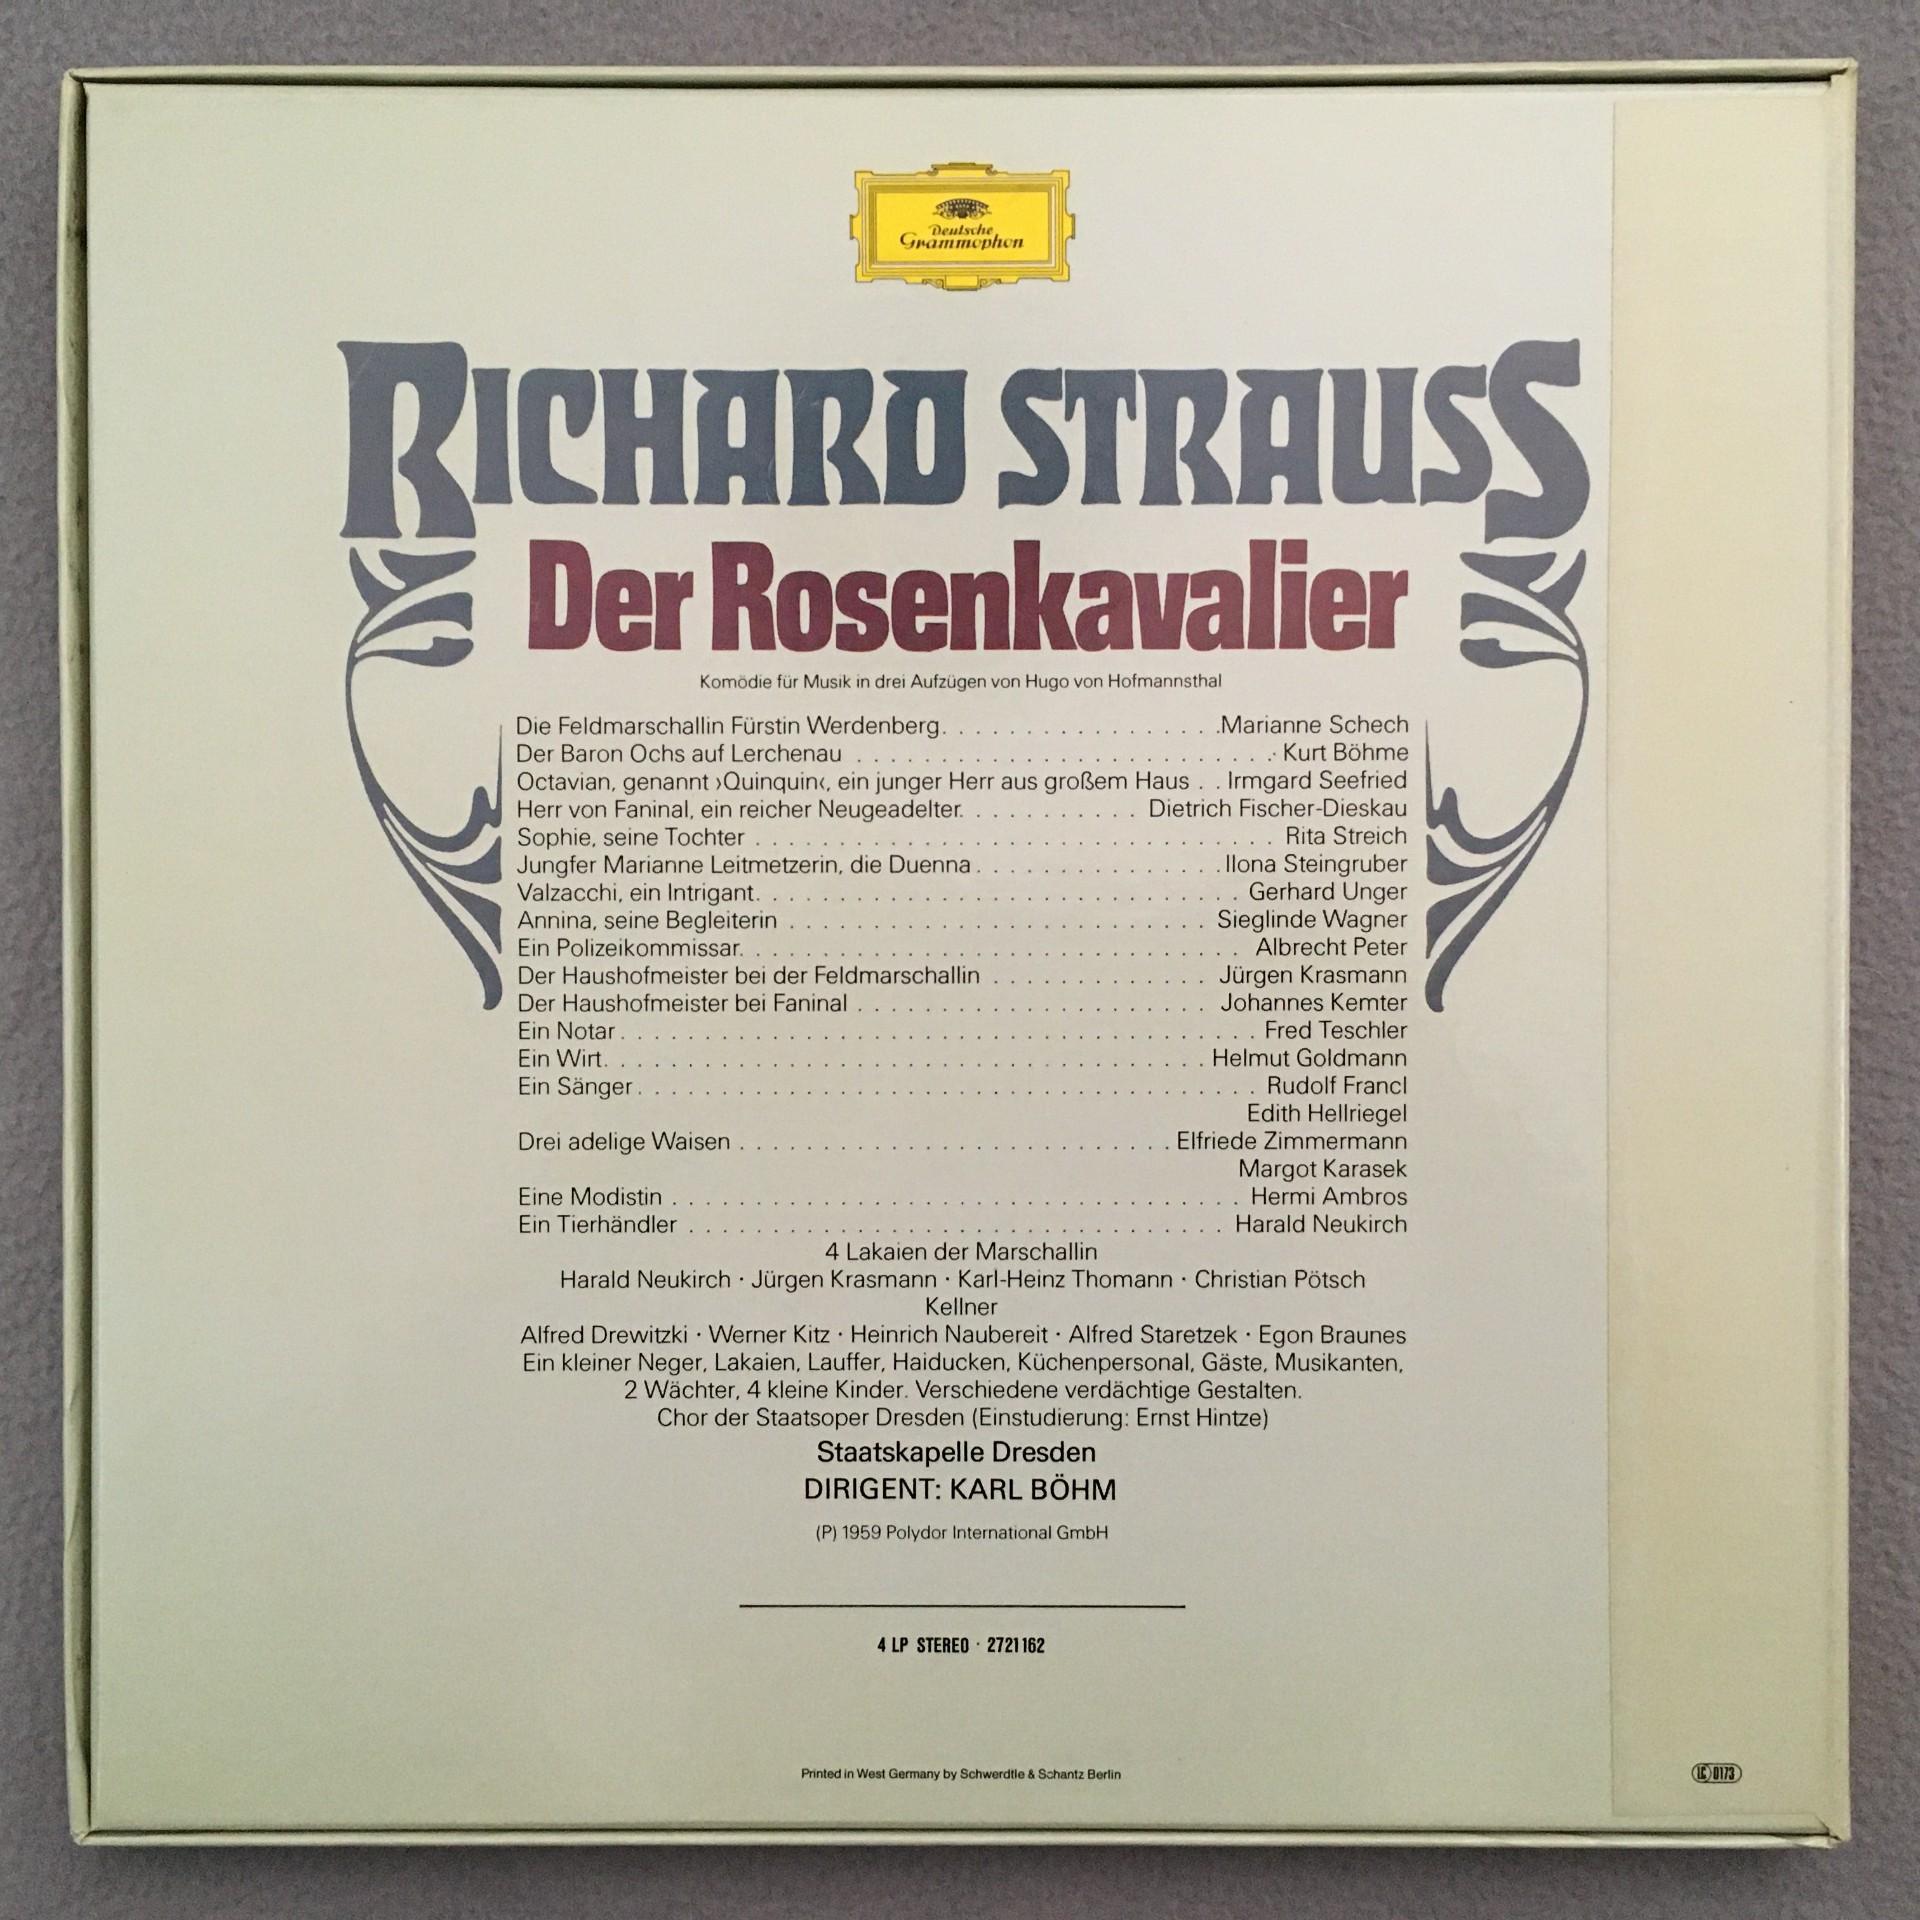 Deutsche
Grammophon
RICHARD STRAUSS
Der Rosenkavalier
Komödie für Musik in drei Aufzügen von Hugo von Hofmannsthal
Die Feldmarschallin Fürstin Werdenberg. . . . . . . . . . . . . . . . . .Marianne Schech
Der Baron Ochs auf Lerchenau . . . . . . . . . . . . . . . . . . . . . . . . . Kurt Böhme
Octavian, genannt ›Quinquin‹, ein junger Herr aus großem Haus . . Irmgard Seefried
Herr von Faninal, ein reicher Neugeadelter. . . . . . . . . . . Dietrich Fischer-Dieskau
Sophie, seine Tochter . . . . . . . . . . . . . . . . . . . . . . . . . . . . . . . Rita Streich
Jungfer Marianne Leitmetzerin, die Duenna . . . . . . . . . . . . . . . Ilona Steingruber
Valzacchi, ein Intrigant. . . . . . . . . . . . . . . . . . . . . . . . . . . . . Gerhard Unger
Annina, seine Begleiterin . . . . . . . . . . . . . . . . . . . . . . . . . Sieglinde Wagner
Ein Polizeikommissar. . . . . . . . . . . . . . . . . . . . . . . . . . . . . . Albrecht Peter
Der Haushofmeister bei der Feldmarschallin . . . . . . . . . . . . . Jürgen Krasmann
Der Haushofmeister bei Faninal . . . . . . . . . . . . . . . . . . . . . Johannes Kemter
Ein Notar . . . . . . . . . . . . . . . . . . . . . . . . . . . . . . . . . . . . . . Fred Teschler
Ein Wirt. . . . . . . . . . . . . . . . . . . . . . . . . . . . . . . . . . . . Helmut Goldmann
Ein Sänger . . . . . . . . . . . . . . . . . . . . . . . . . . . . . . . . . . . . . Rudolf Francl
Edith Hellriegel
Drei adelige Waisen . . . . . . . . . . . . . . . . . . . . . . . . . . Elfriede Zimmermann
Margot Karasek
Eine Modistin . . . . . . . . . . . . . . . . . . . . . . . . . . . . . . . . . . Hermi Ambros
Ein Tierhändler . . . . . . . . . . . . . . . . . . . . . . . . . . . . . . . . Harald Neukirch
4 Lakaien der Marschallin
Harald Neukirch · Jürgen Krasmann · Karl-Heinz Thomann · Christian Pötsch
Kellner
Alfred Drewitzki · Werner Kitz · Heinrich Naubereit · Alfred Staretzek · Egon Braunes
Ein kleiner Neger, Lakaien, Lauffer, Haiducken, Küchenpersonal, Gäste, Musikanten,
2 Wächter, 4 kleine Kinder. Verschiedene verdächtige Gestalten.
Chor der Staatsoper Dresden (Einstudierung: Ernst Hintze)
Staatskapelle Dresden
DIRIGENT: KARL BÖHM
(P) 1959 Polydor International GmbH
4 LP STEREO · 2721 162
Printed in West Germany by Schwerdtle & Schantz Berlin
LC 0173